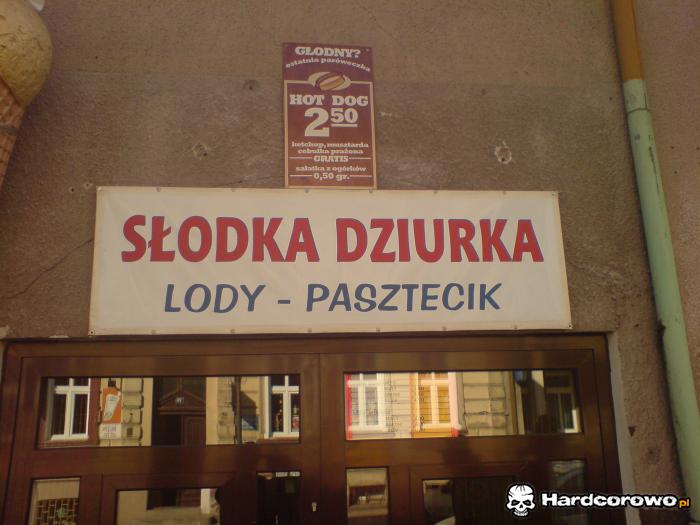 GŁODNY?
ostatnia paróweczka
HOT DOG
2 50
ketchup, musztarda
cebulka prażona
GRATIS
sałatka z ogórków
0,50 gr.
SŁODKA DZIURKA
LODY - PASZTECIK
Hardcorowo.pl